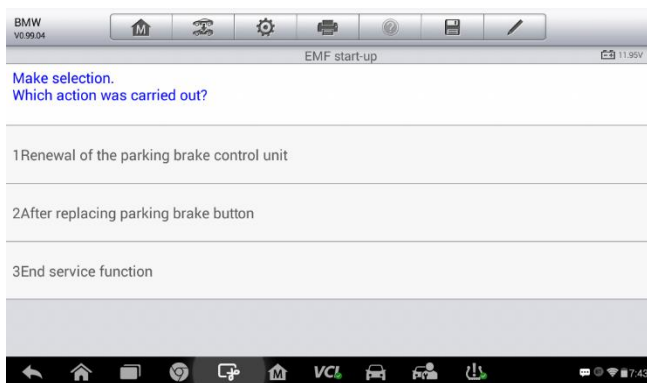 BMW
V0.99.04
M
EMF start-up
11.95V
Make selection.
Which action was carried out?
1Renewal of the parking brake control unit
2After replacing parking brake button
3End service function
M
VCI
7:43